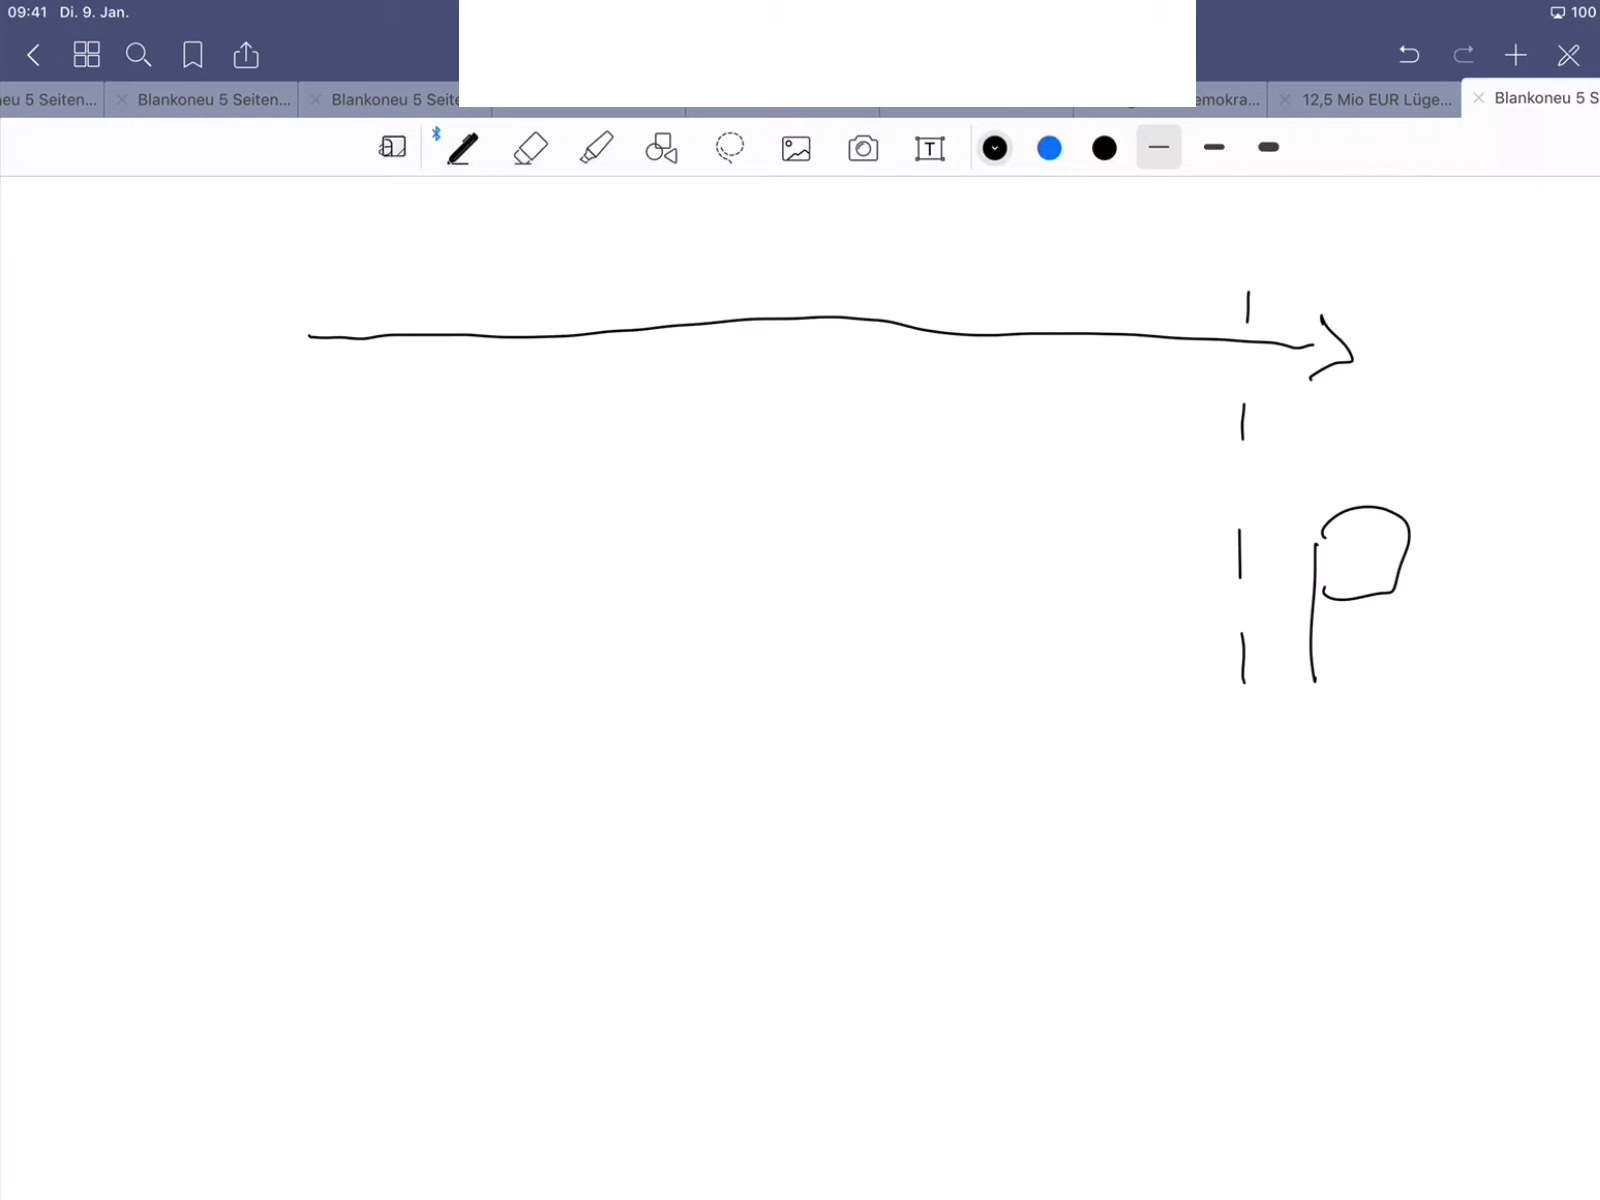 09:41 Di. 9. Jan. 100
eu 5 Seiten... Blankoneu 5 Seiten... Blankoneu 5 Seite emokra... 12,5 Mio EUR Lüge... Blankoneu 5 S
a T
P